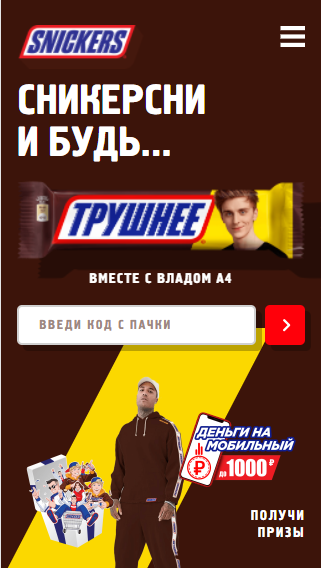 SNICKERS
СНИКЕРСНИ
И БУДЬ...
ТРУШНЕЕ
ВМЕСТЕ С ВЛАДОМ А4
ВВЕДИ КОД С ПАЧКИ
ДЕНЬГИ НА
МОБИЛЬНЫЙ
ДО 1000 ₽
ПОЛУЧИ
ПРИЗЫ